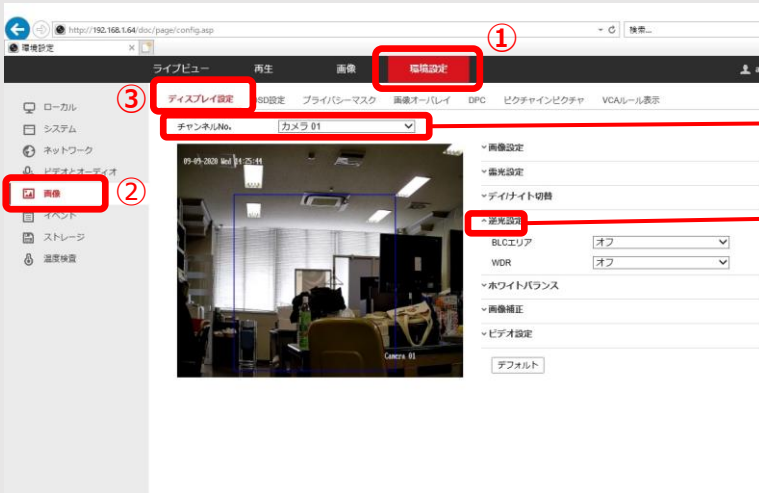 ①
http://192.168.1.64/doc/page/config.asp
検索...
環境設定
ライブビュー 再生 画像 環境設定
③
ディスプレイ設定 OSD設定 プライバシーマスク 画像オーバレイ DPC ピクチャインピクチャ VCAルール表示
ローカル
システム
ネットワーク
ビデオとオーディオ
画像
②
イベント
ストレージ
温度検査
チャンネルNo. カメラ 01
09-09-2020 Wed 14:25:44
Camera 01
画像設定
露光設定
デイ/ナイト切替
逆光設定
BLCエリア オフ
WDR オフ
ホワイトバランス
画像補正
ビデオ設定
デフォルト